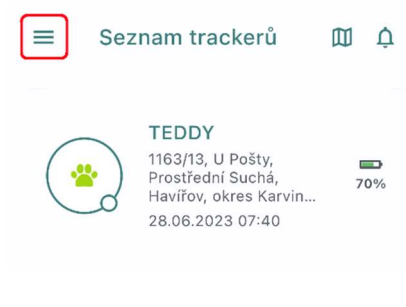 Seznam trackerů
TEDDY
1163/13, U Pošty,
Prostřední Suchá,
Havířov, okres Karvin...
28.06.2023 07:40
70%